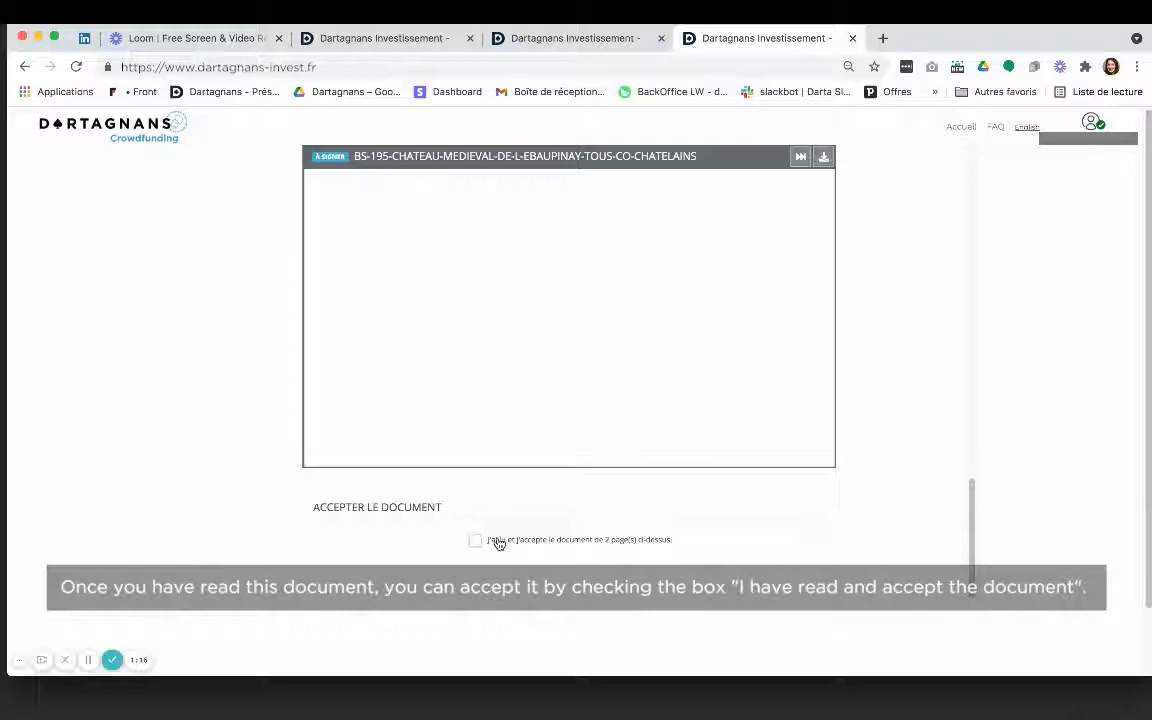 Loom | Free Screen & Video Re
Dartagnans Investissement -
Dartagnans Investissement -
Dartagnans Investissement -
https://www.dartagnans-invest.fr
Applications
• Front
Dartagnans - Prés...
Dartagnans – Goo...
Dashboard
Boîte de réception...
BackOffice LW - d...
slackbot | Darta Sl...
Offres
»
Autres favoris
Liste de lecture
DARTAGNANS
Crowdfunding
Accueil
FAQ
English
À SIGNER
BS-195-CHATEAU-MEDIEVAL-DE-L-EBAUPINAY-TOUS-CO-CHATELAINS
ACCEPTER LE DOCUMENT
J'ai lu et j'accepte le document de 2 page(s) ci-dessus.
Once you have read this document, you can accept it by checking the box "I have read and accept the document".
1:16